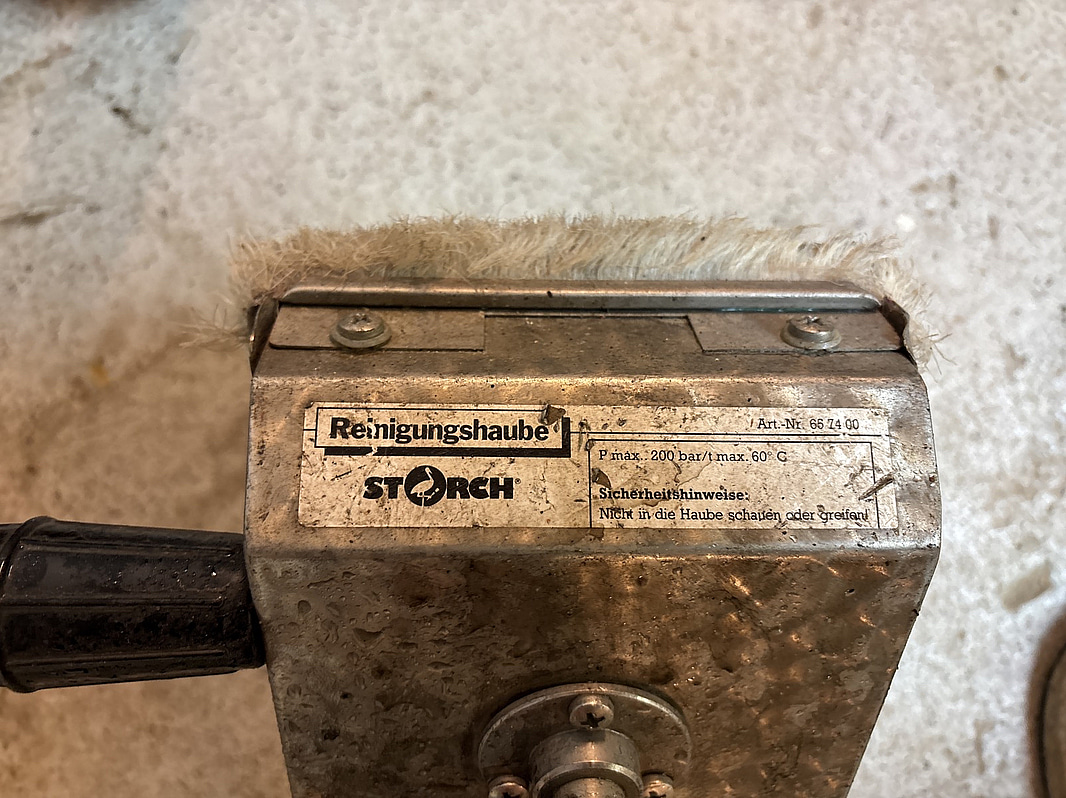 Reinigungshaube
STORCH®
Art.-Nr. 65 74 00
P max. 200 bar/t max. 60° C
Sicherheitshinweise:
Nicht in die Haube schauen oder greifen!